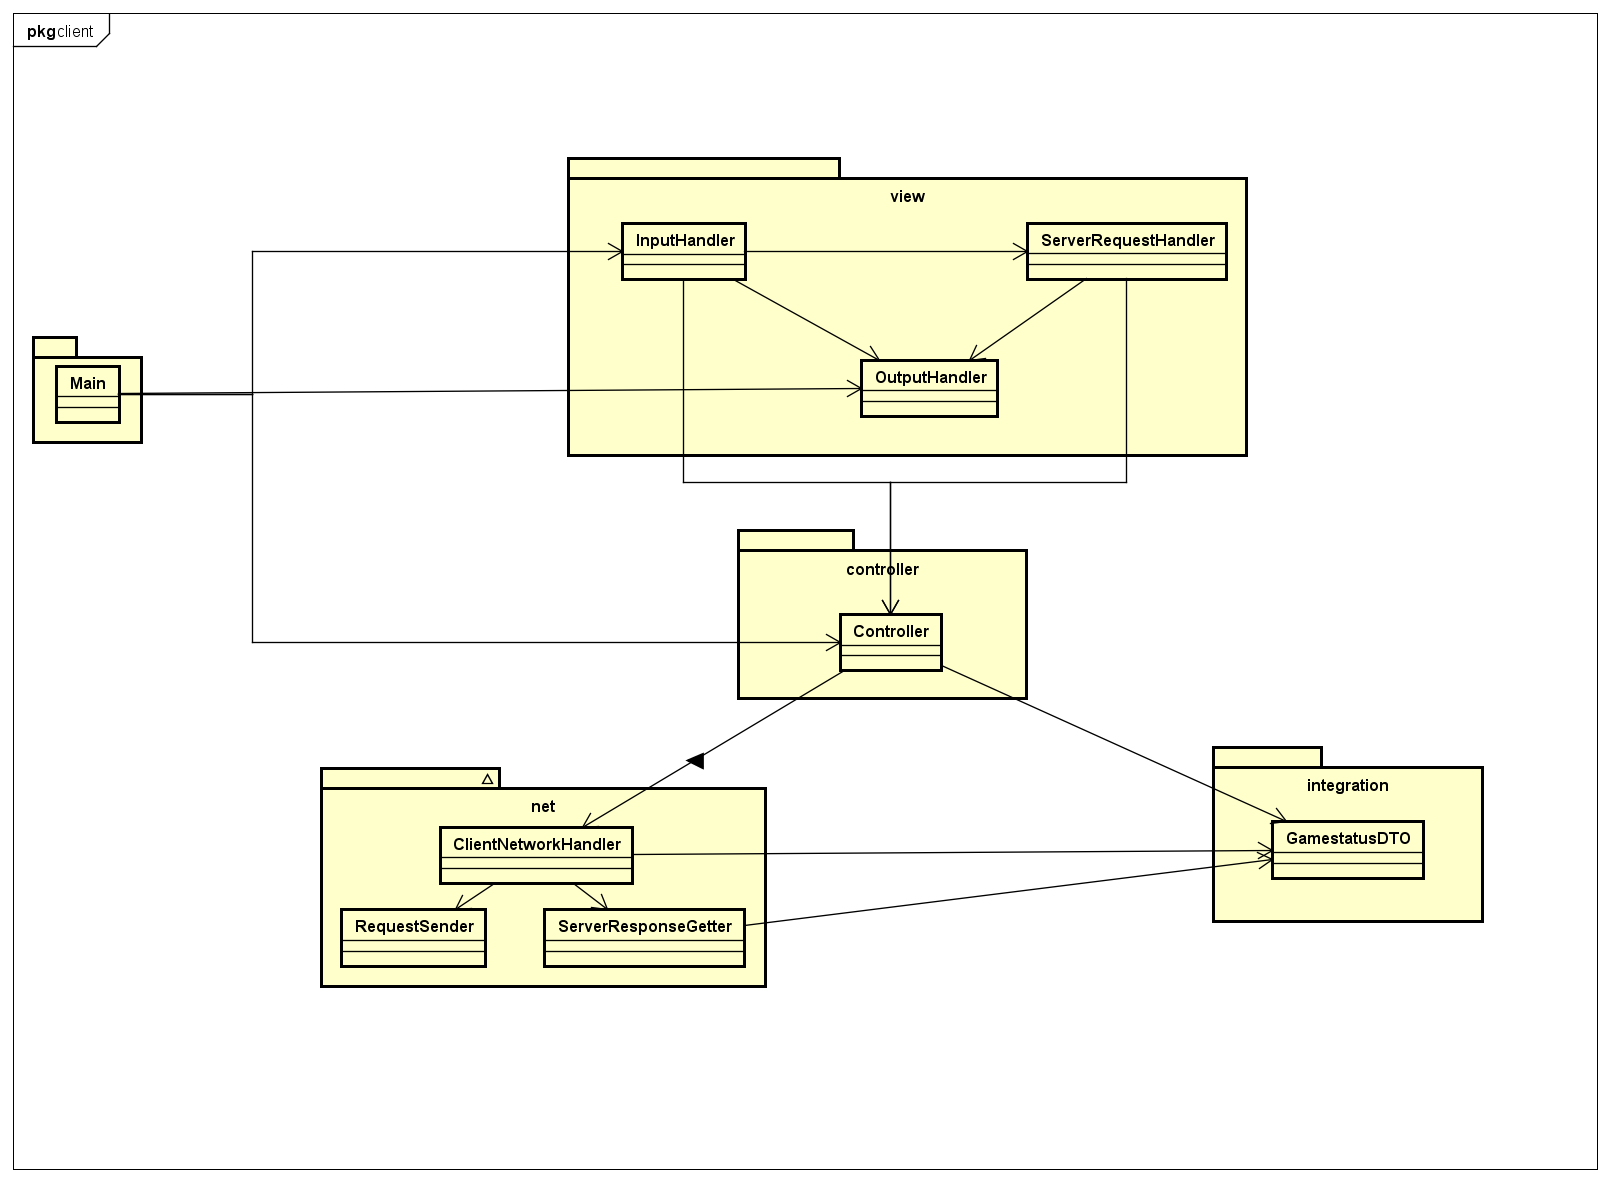 pkg client
view
InputHandler
ServerRequestHandler
Main
OutputHandler
controller
Controller
integration
net
GamestatusDTO
ClientNetworkHandler
RequestSender
ServerResponseGetter